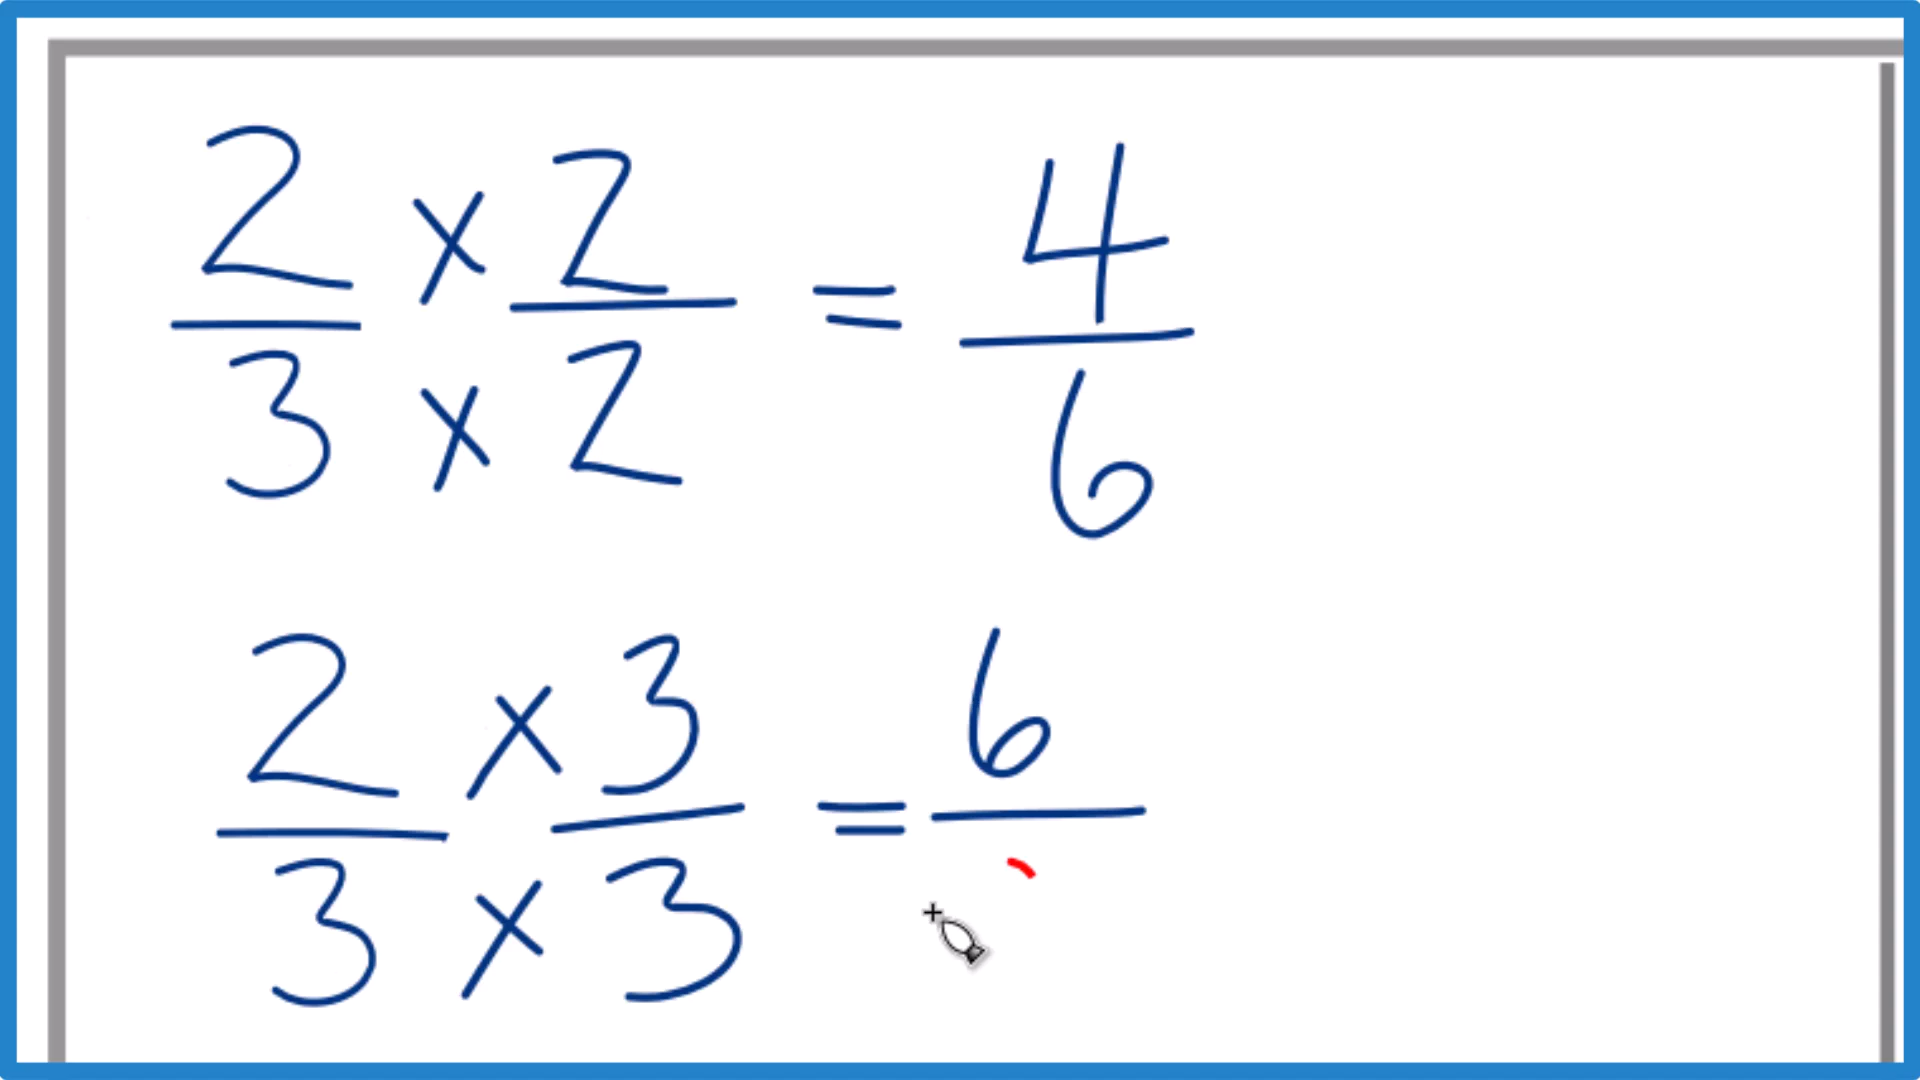 2 × 2 = 4
3 × 2 6
2 × 3 = 6
3 × 3